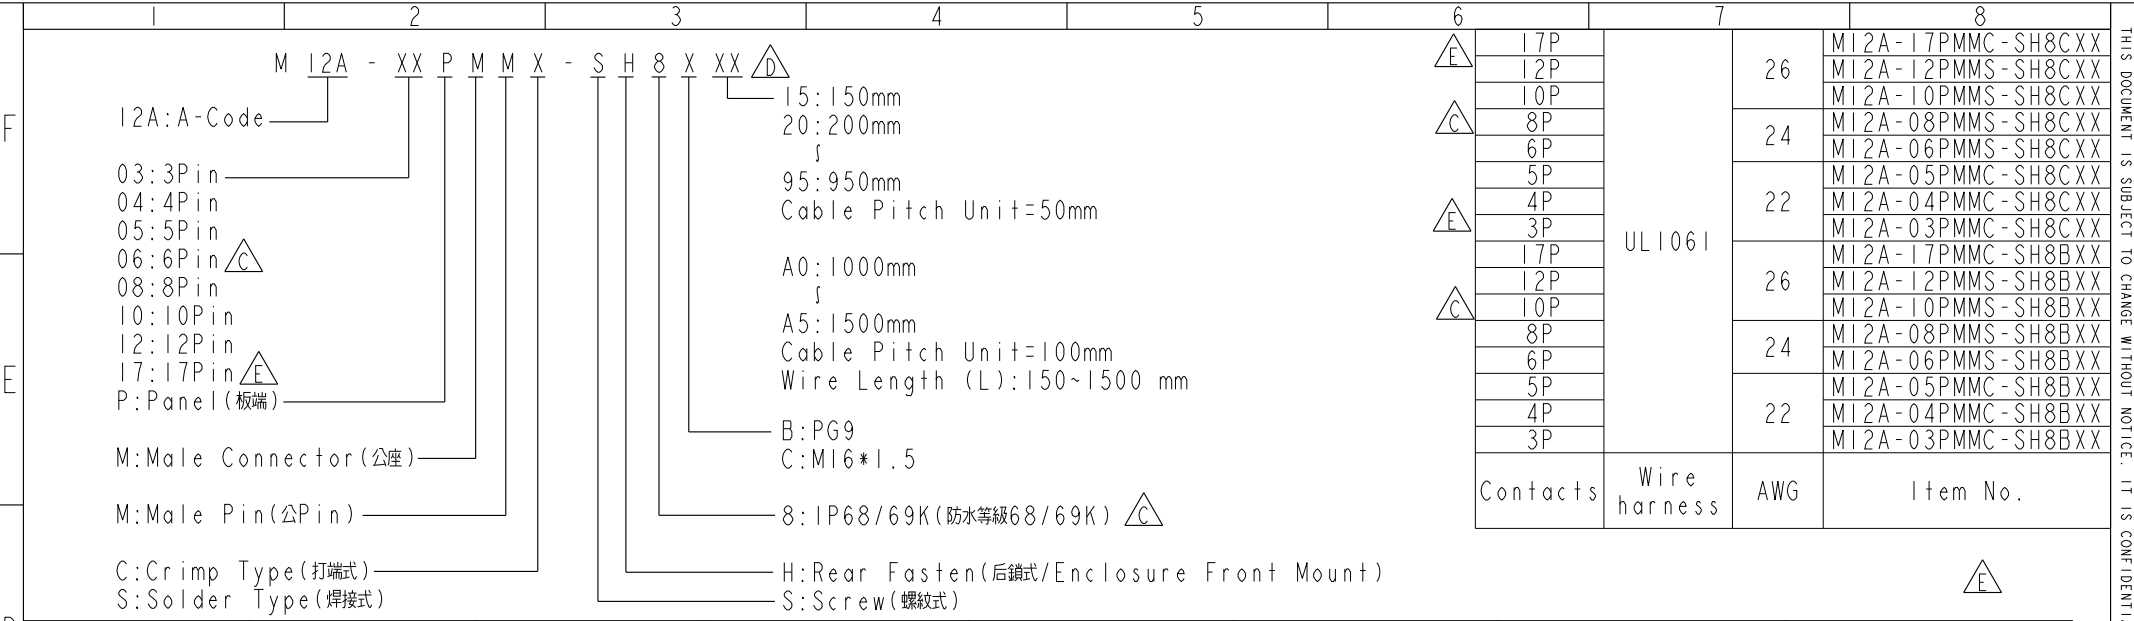 1 2 3 4 5 6 7 8
F
E
M 12A - XX P M M X - S H 8 X XX D
12A:A-Code
03:3Pin
04:4Pin
05:5Pin
06:6Pin C
08:8Pin
10:10Pin
12:12Pin
17:17Pin E
P:Panel(板端)
M:Male Connector(公座)
M:Male Pin(公Pin)
C:Crimp Type(打端式)
S:Solder Type(焊接式)
15:150mm
20:200mm
∫
95:950mm
Cable Pitch Unit=50mm
A0:1000mm
∫
A5:1500mm
Cable Pitch Unit=100mm
Wire Length (L):150~1500 mm
B:PG9
C:M16*1.5
8:IP68/69K(防水等級68/69K) C
H:Rear Fasten(后鎖式/Enclosure Front Mount)
S:Screw(螺紋式)
E 17P UL1061 26 M12A-17PMMC-SH8CXX
12P M12A-12PMMS-SH8CXX
10P M12A-10PMMS-SH8CXX
C 8P 24 M12A-08PMMS-SH8CXX
6P M12A-06PMMS-SH8CXX
5P 22 M12A-05PMMC-SH8CXX
E 4P M12A-04PMMC-SH8CXX
3P M12A-03PMMC-SH8CXX
17P 26 M12A-17PMMC-SH8BXX
12P M12A-12PMMS-SH8BXX
C 10P M12A-10PMMS-SH8BXX
8P 24 M12A-08PMMS-SH8BXX
6P M12A-06PMMS-SH8BXX
5P 22 M12A-05PMMC-SH8BXX
4P M12A-04PMMC-SH8BXX
3P M12A-03PMMC-SH8BXX
Contacts Wire harness AWG Item No.
E
THIS DOCUMENT IS SUBJECT TO CHANGE WITHOUT NOTICE. IT IS